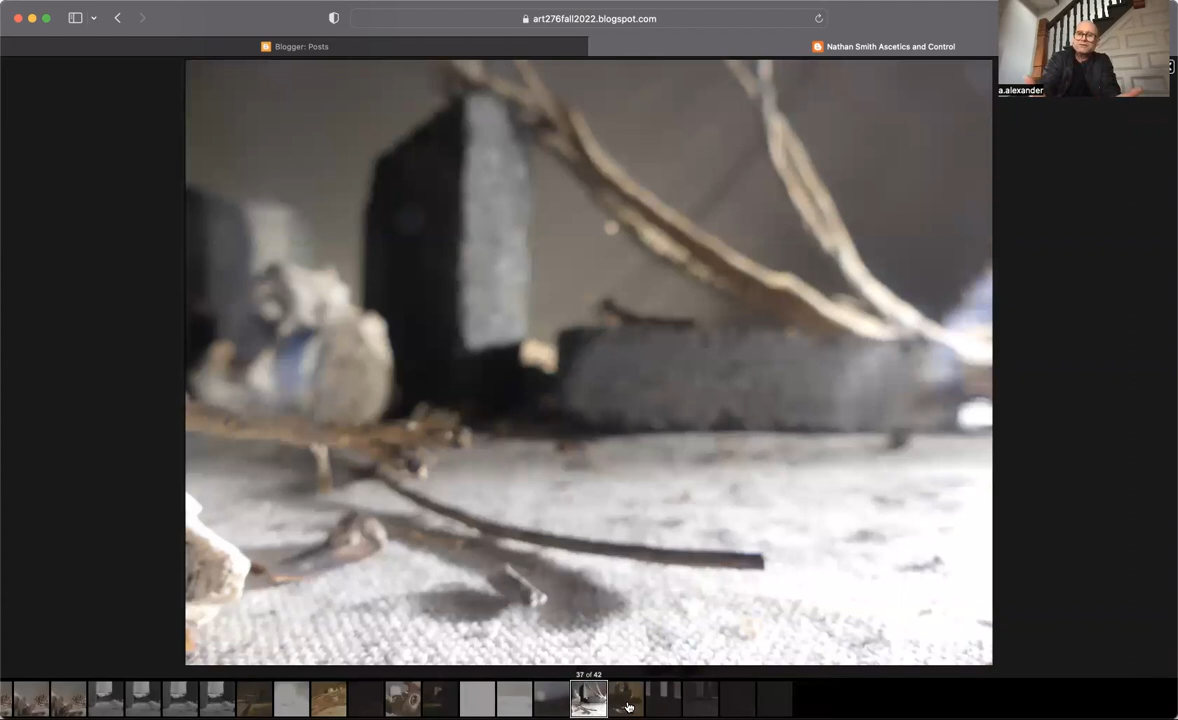 art276fall2022.blogspot.com
Blogger: Posts
Nathan Smith Ascetics and Control
a.alexander
37 of 42